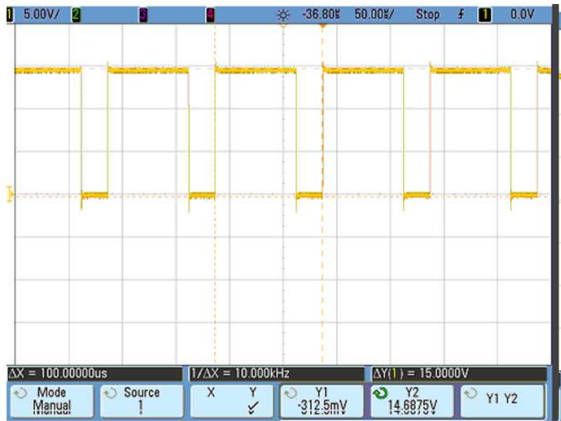 1 5.00V/ 2 3 4 -36.80% 50.00%/ Stop 1 0.0V
ΔX = 100.00000us 1/ΔX = 10.000kHz ΔY(1) = 15.0000V
Mode Source X Y Y1 Y2 Y1 Y2
Manual 1 ✓ -312.5mV 14.6875V